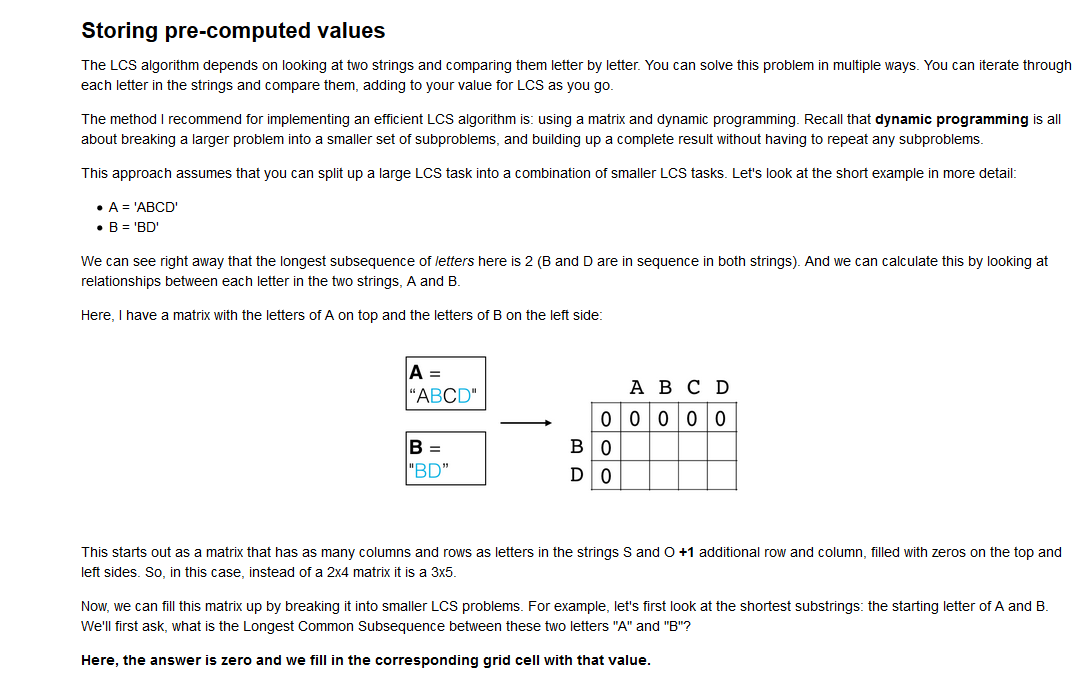 Storing pre-computed values
The LCS algorithm depends on looking at two strings and comparing them letter by letter. You can solve this problem in multiple ways. You can iterate through
each letter in the strings and compare them, adding to your value for LCS as you go.
The method I recommend for implementing an efficient LCS algorithm is: using a matrix and dynamic programming. Recall that dynamic programming is all
about breaking a larger problem into a smaller set of subproblems, and building up a complete result without having to repeat any subproblems.
This approach assumes that you can split up a large LCS task into a combination of smaller LCS tasks. Let's look at the short example in more detail:
• A = 'ABCD'
• B = 'BD'
We can see right away that the longest subsequence of letters here is 2 (B and D are in sequence in both strings). And we can calculate this by looking at
relationships between each letter in the two strings, A and B.
Here, I have a matrix with the letters of A on top and the letters of B on the left side:
A =
“ABCD"
B =
"BD”
A B C D
0 0 0 0 0
B 0
D 0
This starts out as a matrix that has as many columns and rows as letters in the strings S and O +1 additional row and column, filled with zeros on the top and
left sides. So, in this case, instead of a 2x4 matrix it is a 3x5.
Now, we can fill this matrix up by breaking it into smaller LCS problems. For example, let's first look at the shortest substrings: the starting letter of A and B.
We'll first ask, what is the Longest Common Subsequence between these two letters "A" and "B"?
Here, the answer is zero and we fill in the corresponding grid cell with that value.